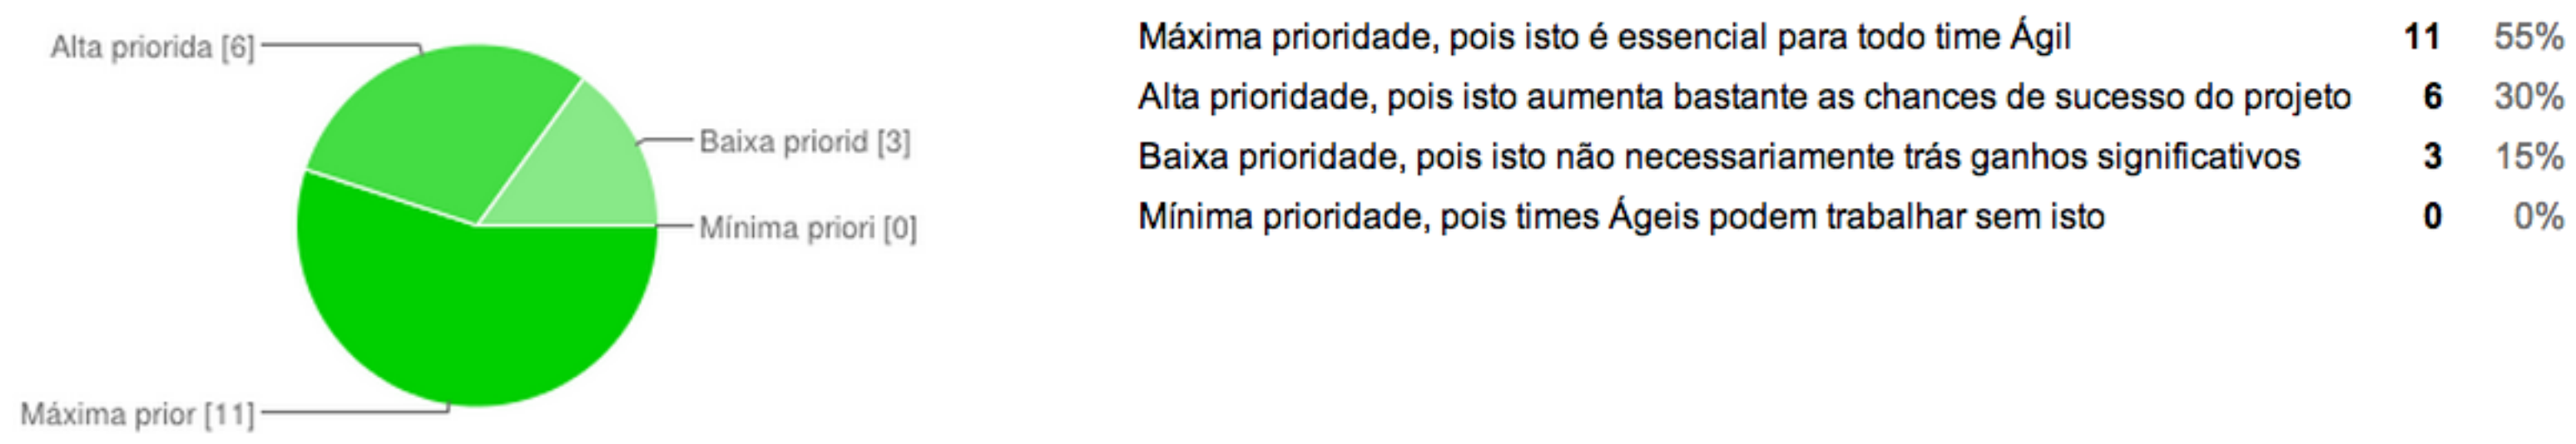 Alta priorida [6]
Baixa priorid [3]
Mínima priori [0]
Máxima prior [11]
Máxima prioridade, pois isto é essencial para todo time Ágil 11 55%
Alta prioridade, pois isto aumenta bastante as chances de sucesso do projeto 6 30%
Baixa prioridade, pois isto não necessariamente trás ganhos significativos 3 15%
Mínima prioridade, pois times Ágeis podem trabalhar sem isto 0 0%